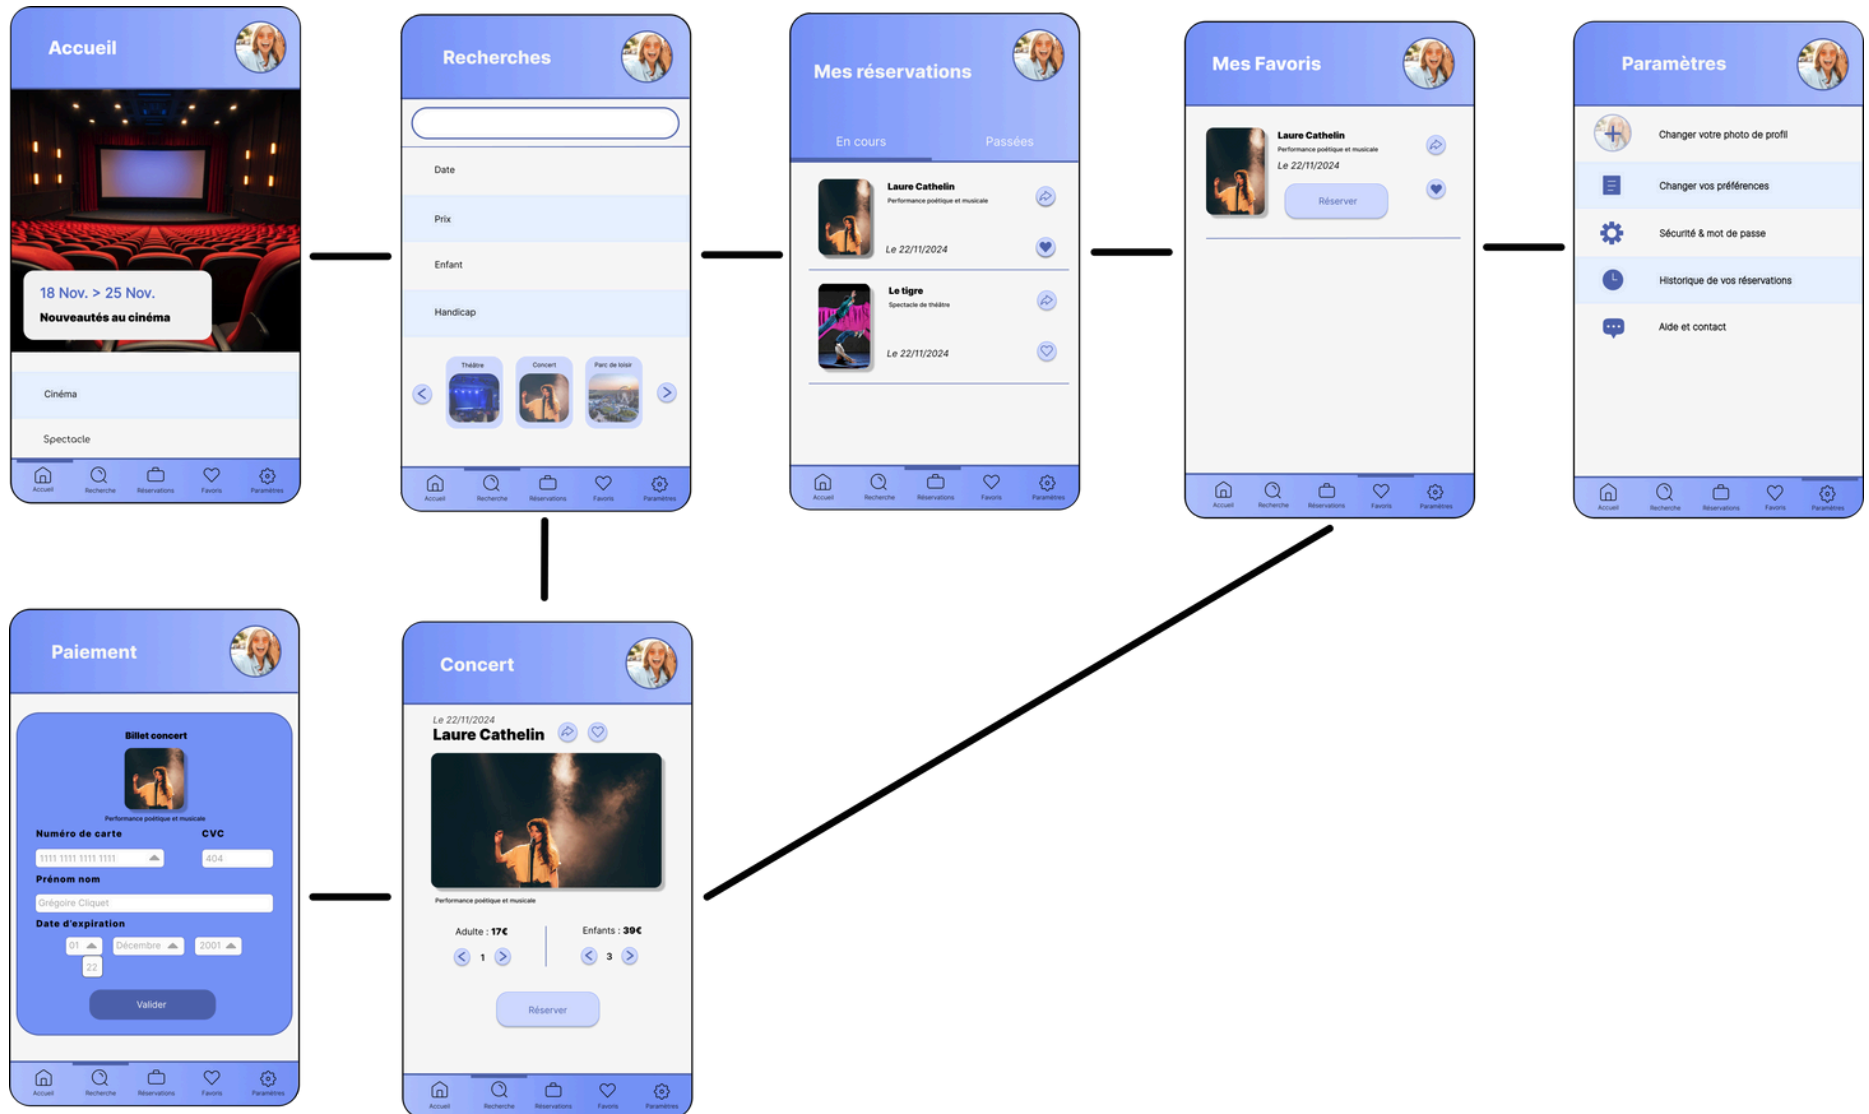 Accueil
18 Nov. > 25 Nov.
Nouveautés au cinéma
Cinéma
Spectacle
Accueil Recherche Réservations Favoris Paramètres
Recherches
Date
Prix
Enfant
Handicap
Théâtre Concert Parc de loisir
Accueil Recherche Réservations Favoris Paramètres
Mes réservations
En cours Passées
Laure Cathelin
Performance poétique et musicale
Le 22/11/2024
Le tigre
Spectacle de théâtre
Le 22/11/2024
Accueil Recherche Réservations Favoris Paramètres
Mes Favoris
Laure Cathelin
Performance poétique et musicale
Le 22/11/2024
Réserver
Accueil Recherche Réservations Favoris Paramètres
Paramètres
Changer votre photo de profil
Changer vos préférences
Sécurité & mot de passe
Historique de vos réservations
Aide et contact
Accueil Recherche Réservations Favoris Paramètres
Paiement
Billet concert
Performance poétique et musicale
Numéro de carte CVC
1111 1111 1111 1111 404
Prénom nom
Grégoire Cliquet
Date d'expiration
01 Décembre 2001
22
Valider
Accueil Recherche Réservations Favoris Paramètres
Concert
Le 22/11/2024
Laure Cathelin
Performance poétique et musicale
Adulte : 17€ Enfants : 39€
1 3
Réserver
Accueil Recherche Réservations Favoris Paramètres